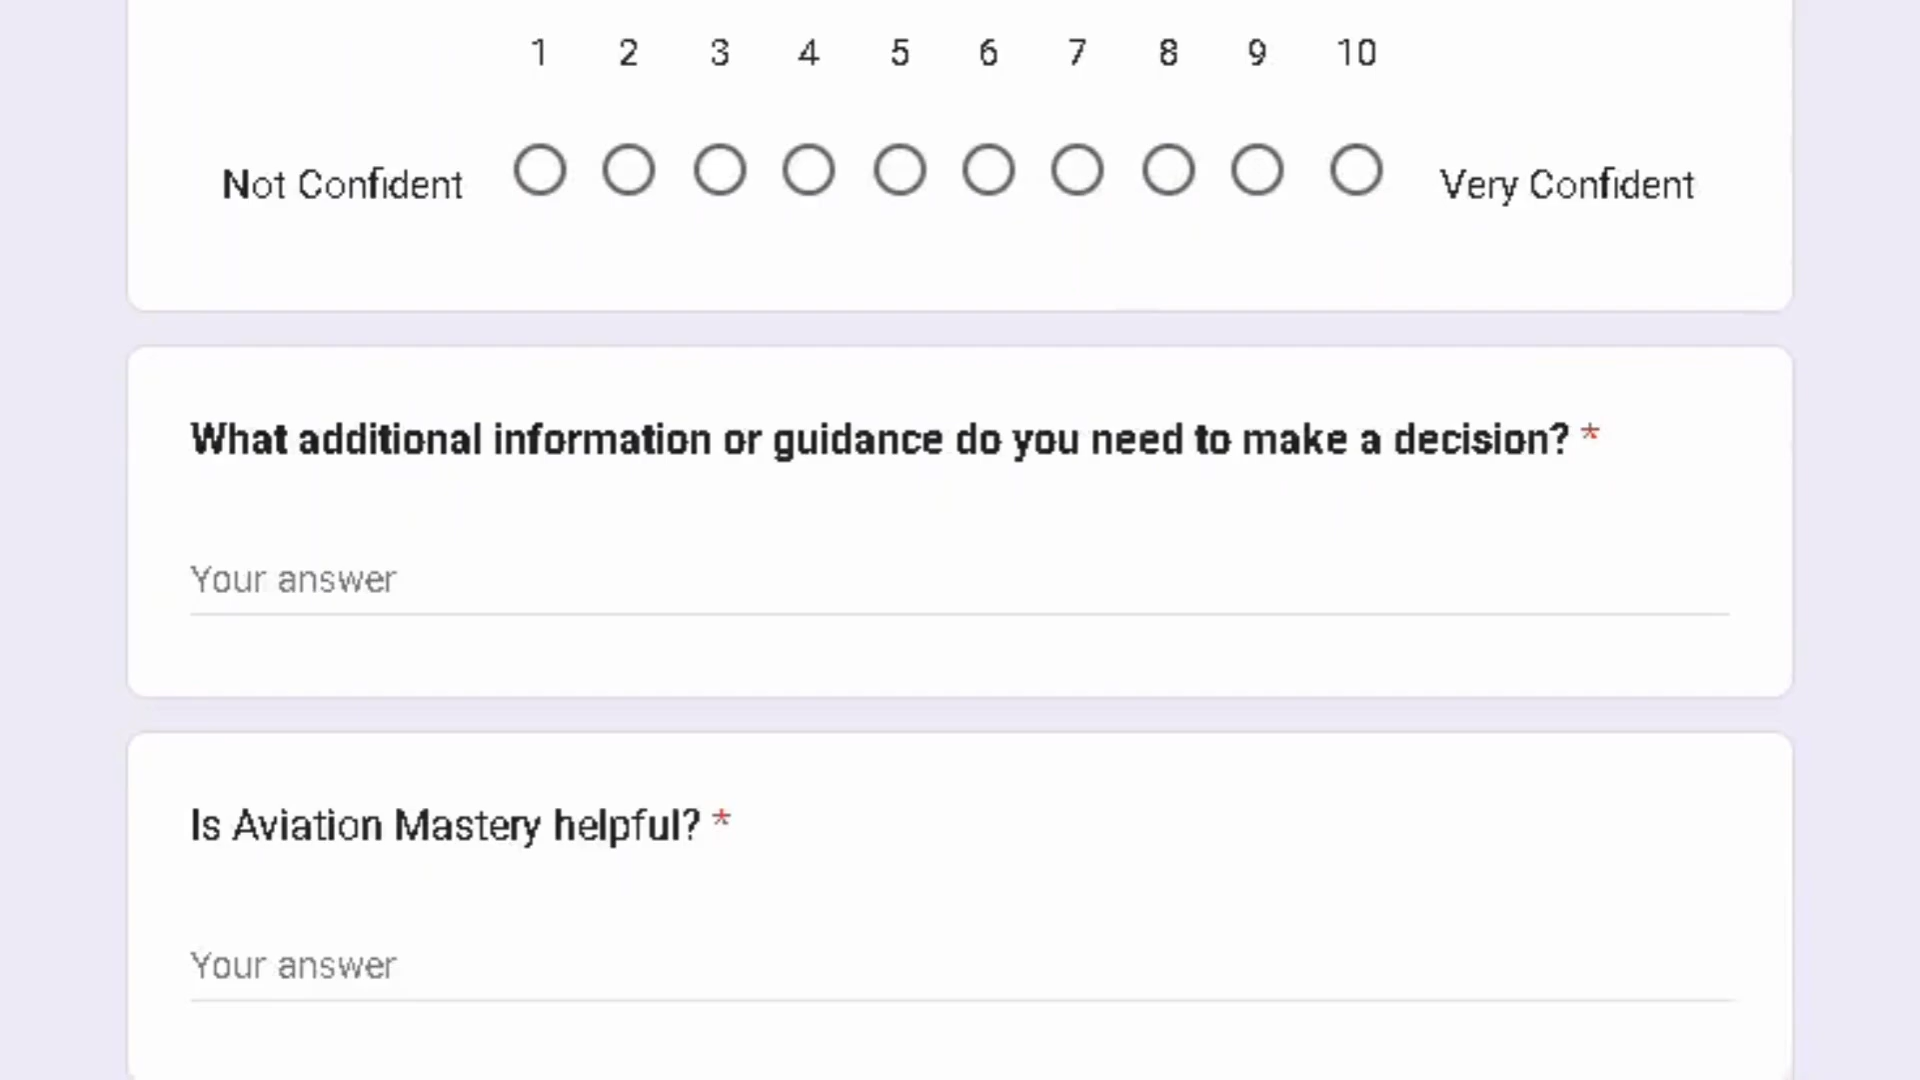 1 2 3 4 5 6 7 8 9 10
Not Confident Very Confident
What additional information or guidance do you need to make a decision? *
Your answer
Is Aviation Mastery helpful? *
Your answer